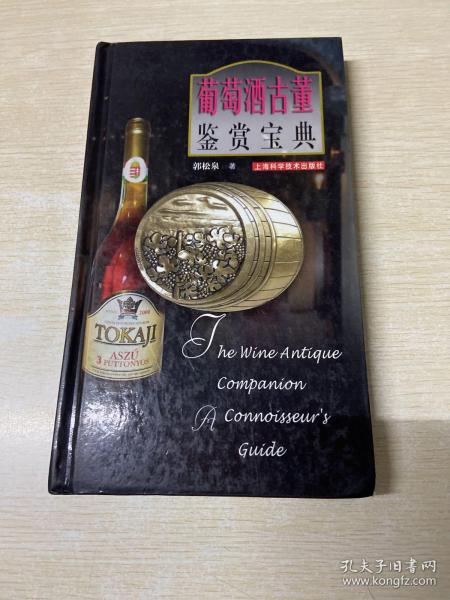 葡萄酒古董
鉴赏宝典
郭松泉 著
上海科学技术出版社
2000
TOKAJI
ASZÚ
3 PUTTONYOS
The Wine Antique
Companion
A Connoisseur's
Guide
孔夫子旧书网
www.kongfz.com